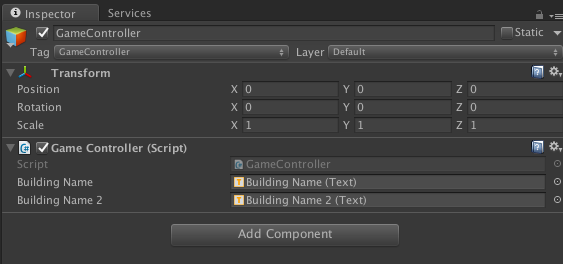 Inspector Services
GameController Static
Tag GameController Layer Default
Transform
Position X 0 Y 0 Z 0
Rotation X 0 Y 0 Z 0
Scale X 1 Y 1 Z 1
Game Controller (Script)
Script GameController
Building Name Building Name (Text)
Building Name 2 Building Name 2 (Text)
Add Component